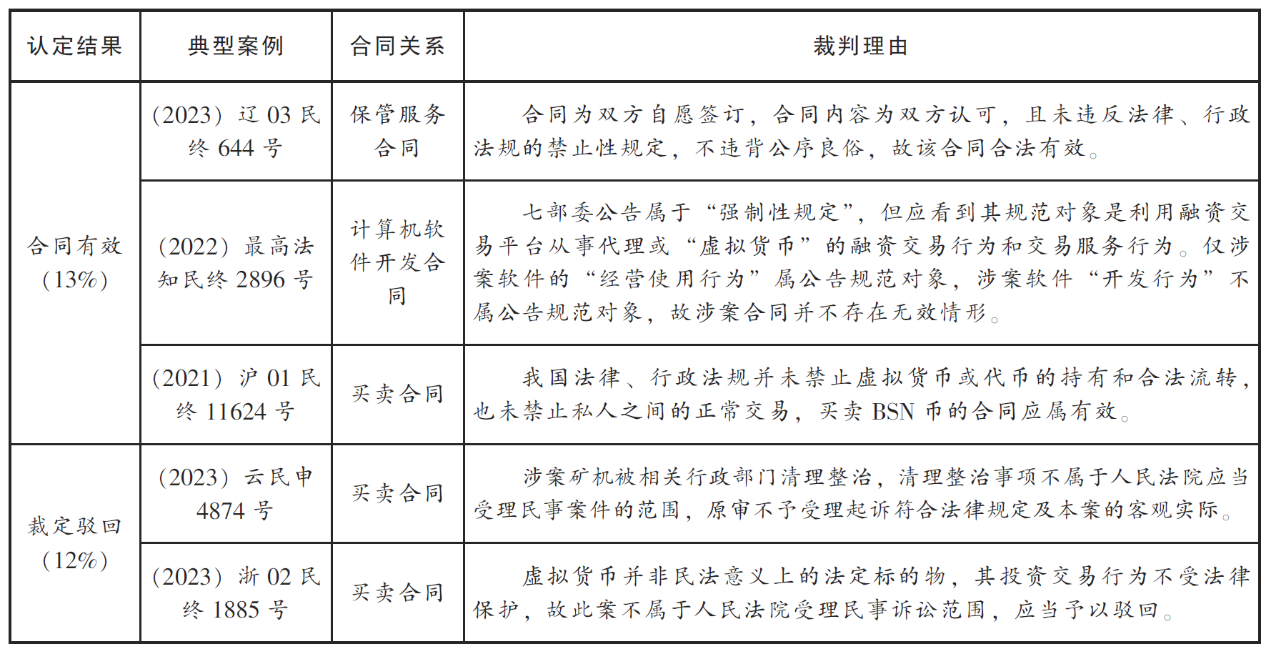 认定结果 典型案例 合同关系 裁判理由
合同有效
(13%)
(2023) 辽 03 民
终 644 号
保管服务
合同
合同为双方自愿签订，合同内容为双方认可，且未违反法律、行政
法规的禁止性规定，不违背公序良俗，故该合同合法有效。
(2022) 最高法
知民终 2896 号
计算机软
件开发合
同
七部委公告属于“强制性规定”，但应看到其规范对象是利用融资交
易平台从事代理或“虚拟货币”的融资交易行为和交易服务行为。仅涉
案软件的“经营使用行为”属公告规范对象，涉案软件“开发行为”不
属公告规范对象，故涉案合同并不存在无效情形。
(2021) 沪 01 民
终 11624 号
买卖合同
我国法律、行政法规并未禁止虚拟货币或代币的持有和合法流转，
也未禁止私人之间的正常交易，买卖 BSN 币的合同应属有效。
裁定驳回
(12%)
(2023) 云民申
4874 号
买卖合同
涉案矿机被相关行政部门清理整治，清理整治事项不属于人民法院应当
受理民事案件的范围，原审不予受理起诉符合法律规定及本案的客观实际。
(2023) 浙 02 民
终 1885 号
买卖合同
虚拟货币并非民法意义上的法定标的物，其投资交易行为不受法律
保护，故此案不属于人民法院受理民事诉讼范围，应当予以驳回。